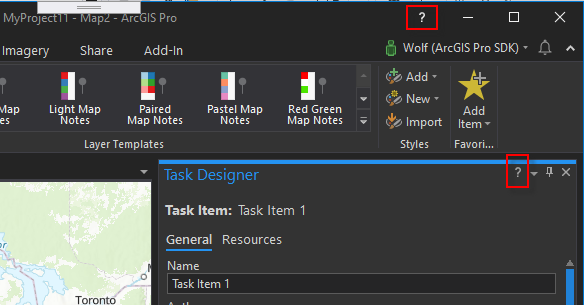 MyProject11 - Map2 - ArcGIS Pro
?
Imagery Share Add-In
Wolf (ArcGIS Pro SDK)
Map Notes
Light Map Notes
Paired Map Notes
Pastel Map Notes
Red Green Map Notes
Add
New
Import
Add Item
Layer Templates
Styles
Favori...
Task Designer
?
Task Item: Task Item 1
General Resources
Name
Task Item 1
Toronto